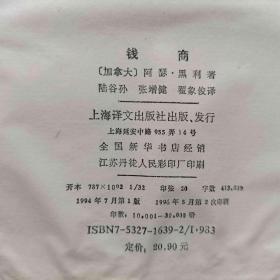 钱商
〔加拿大〕阿瑟·黑利著
陆谷孙 张增健 翟象俊译
上海译文出版社出版、发行
上海延安中路955弄14号
全国新华书店经销
江苏丹徒人民彩印厂印刷
开本 787×1092 1/32 印张 20 字数
1994年7月第1版 1995年5月第2次印刷
印数:10,001-30,000册
ISBN7-5327-1639-2/I·983
定价:20.90元